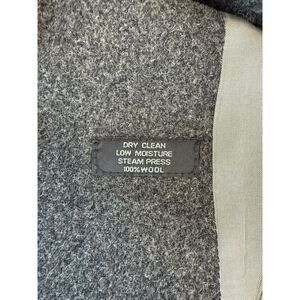 DRY CLEAN
LOW MOISTURE
STEAM PRESS
100% WOOL